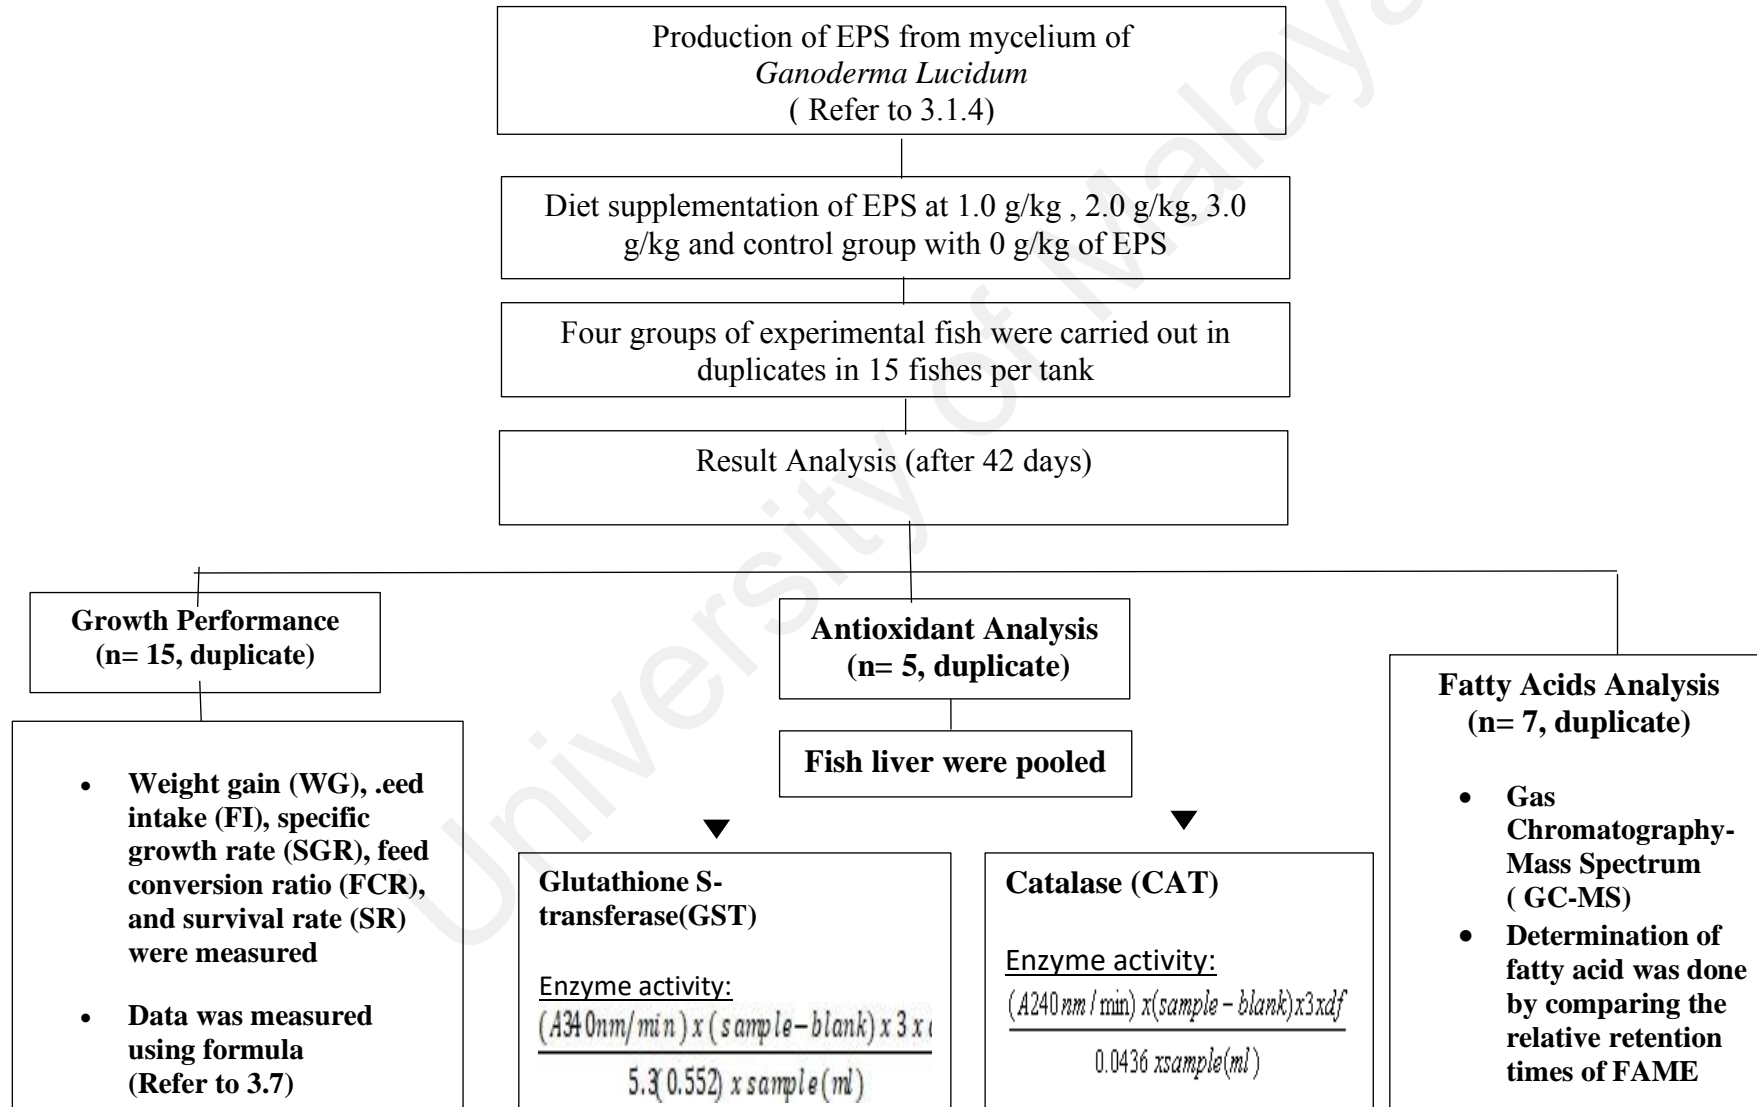 Production of EPS from mycelium of
Ganoderma Lucidum
( Refer to 3.1.4)
Diet supplementation of EPS at 1.0 g/kg , 2.0 g/kg, 3.0
g/kg and control group with 0 g/kg of EPS
Four groups of experimental fish were carried out in
duplicates in 15 fishes per tank
Result Analysis (after 42 days)
Growth Performance
(n= 15, duplicate)
• Weight gain (WG), .eed
intake (FI), specific
growth rate (SGR), feed
conversion ratio (FCR),
and survival rate (SR)
were measured
• Data was measured
using formula
(Refer to 3.7)
Antioxidant Analysis
(n= 5, duplicate)
Fish liver were pooled
Glutathione S-
transferase(GST)
Enzyme activity:
(A340nm/min) x (sample-blank) x 3 x
5.3(0.552) x sample(ml)
Catalase (CAT)
Enzyme activity:
(A240nm/min) x(sample-blank)x3xdf
0.0436 xsample(ml)
Fatty Acids Analysis
(n= 7, duplicate)
• Gas
Chromatography-
Mass Spectrum
( GC-MS)
• Determination of
fatty acid was done
by comparing the
relative retention
times of FAME
University of Malaya